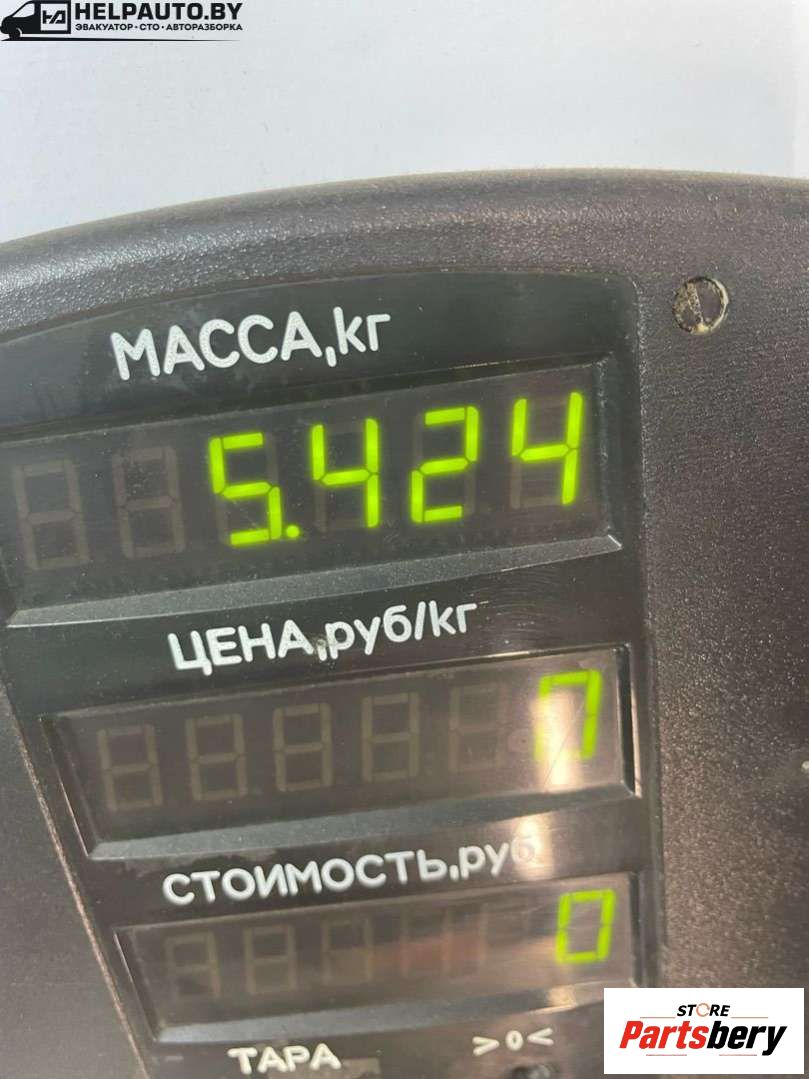 HELPAUTO.BY
ЭВАКУАТОР·СТО·АВТОРАЗБОРКА
МАССА,кг
5.424
ЦЕНА,руб/кг
СТОИМОСТЬ,руб
0
ТАРА >0<
STORE
Partsbery